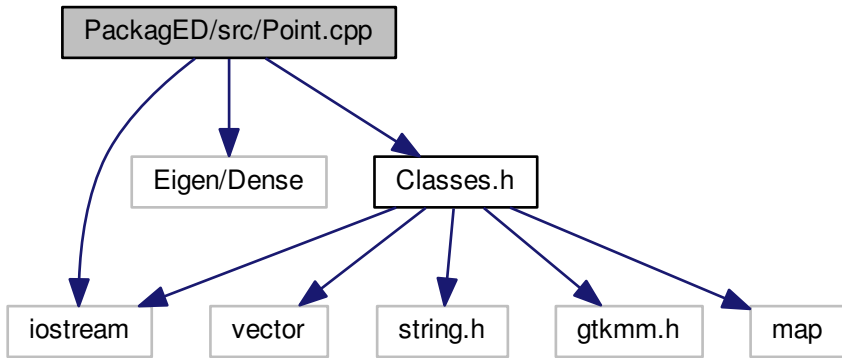 PackagED/src/Point.cpp
Eigen/Dense
Classes.h
iostream
vector
string.h
gtkmm.h
map